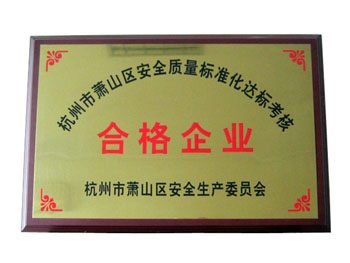 杭州市萧山区安全质量标准化达标考核
合格企业
杭州市萧山区安全生产委员会